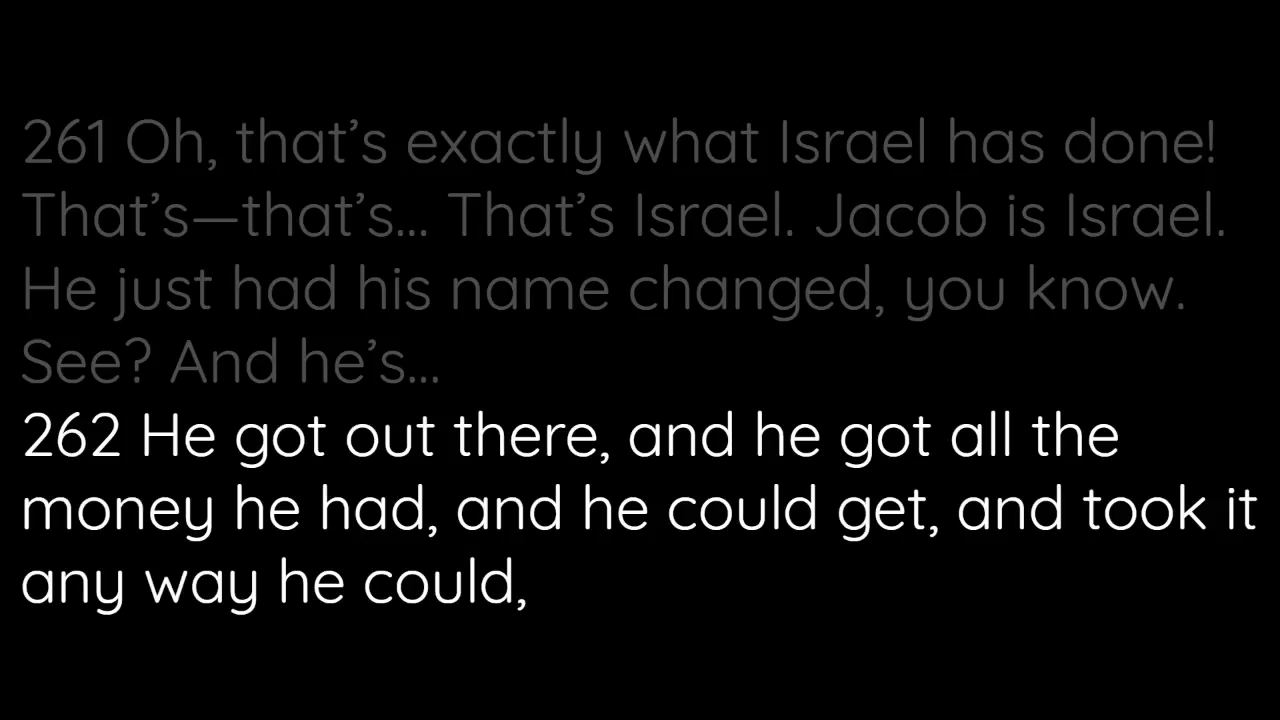 261 Oh, that’s exactly what Israel has done!
That’s—that’s... That’s Israel. Jacob is Israel.
He just had his name changed, you know.
See? And he’s...
262 He got out there, and he got all the
money he had, and he could get, and took it
any way he could,